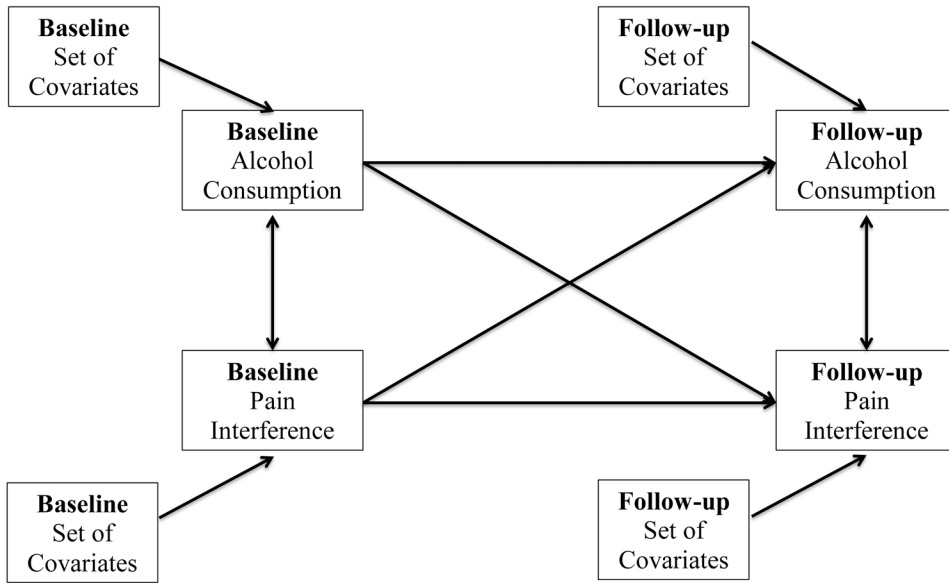 Baseline
Set of
Covariates
Follow-up
Set of
Covariates
Baseline
Alcohol
Consumption
Follow-up
Alcohol
Consumption
Baseline
Pain
Interference
Follow-up
Pain
Interference
Baseline
Set of
Covariates
Follow-up
Set of
Covariates